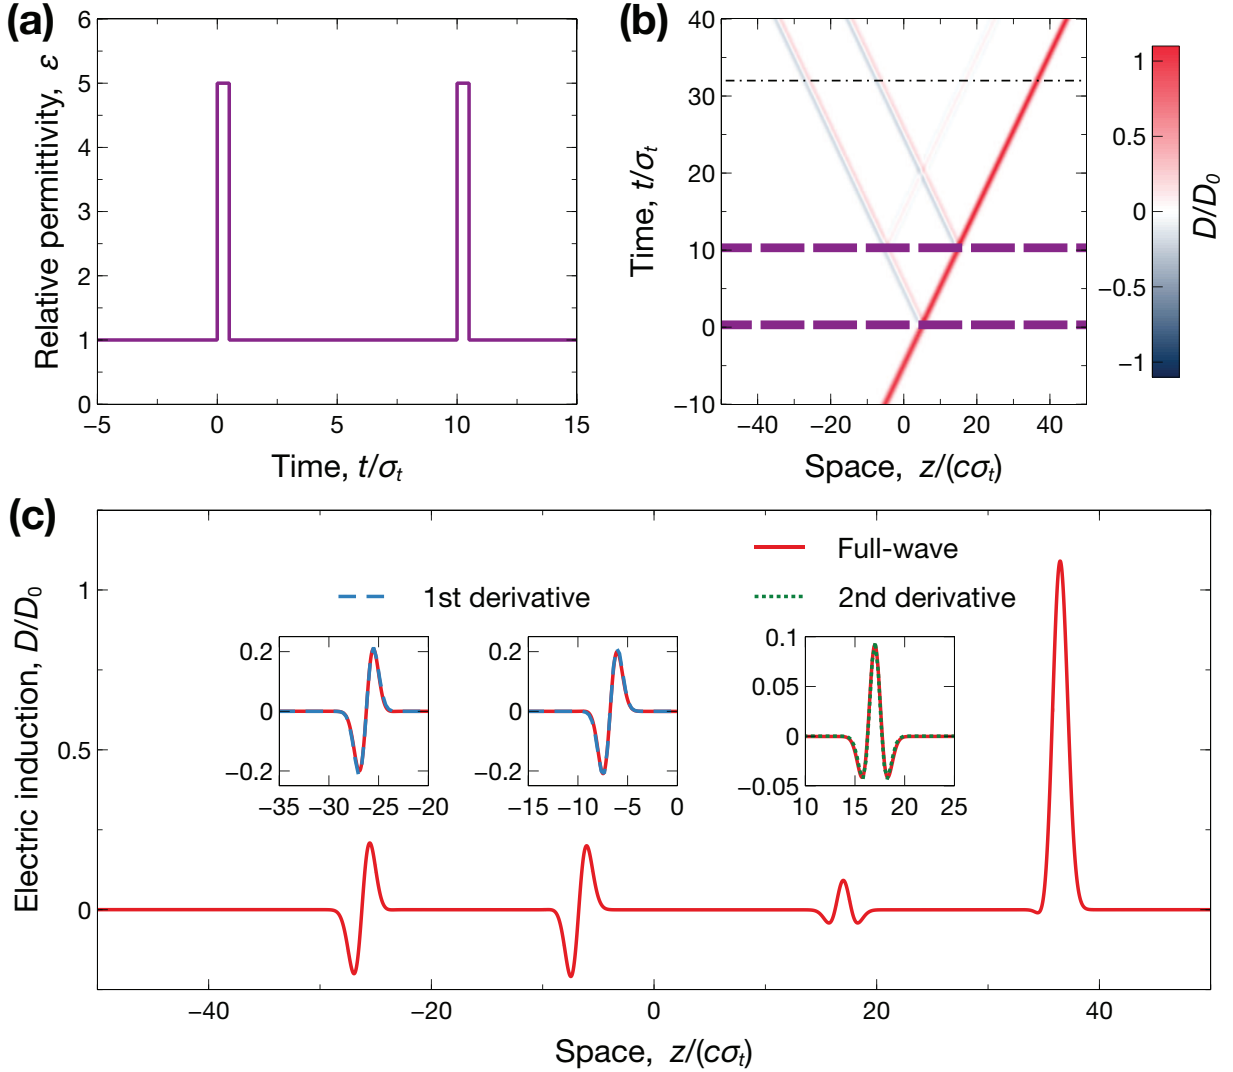 (a)
6
5
4
3
2
1
0
Relative permittivity, ε
−5 0 5 10 15
Time, t/σt
(b)
40
30
20
10
0
−10
Time, t/σt
−40 −20 0 20 40
Space, z/(cσt)
1
0.5
0
−0.5
−1
D/D0
(c)
1
0.5
0
Electric induction, D/D0
Full-wave
1st derivative
2nd derivative
0.2
0
−0.2
−35 −30 −25 −20
0.2
0
−0.2
−15 −10 −5 0
0.1
0.05
0
−0.05
10 15 20 25
−40 −20 0 20 40
Space, z/(cσt)